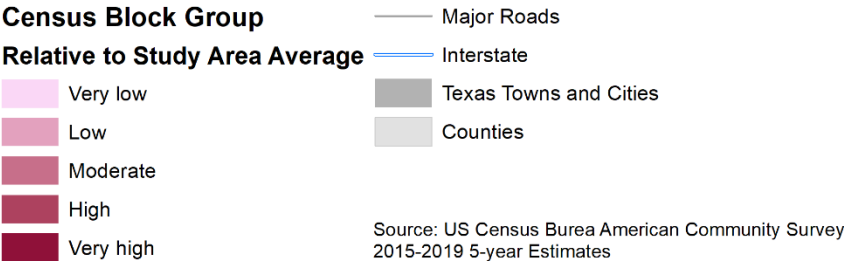 Census Block Group
Relative to Study Area Average
Very low
Low
Moderate
High
Very high
Major Roads
Interstate
Texas Towns and Cities
Counties
Source: US Census Burea American Community Survey
2015-2019 5-year Estimates